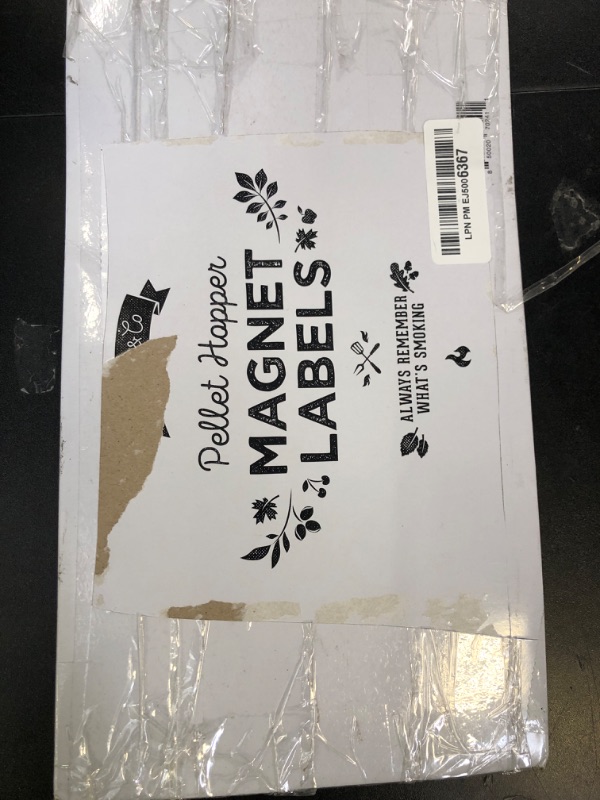 & Co
Pellet Hopper
MAGNET
LABELS
ALWAYS REMEMBER
WHAT'S SMOKING
LPN PM EJ5006367